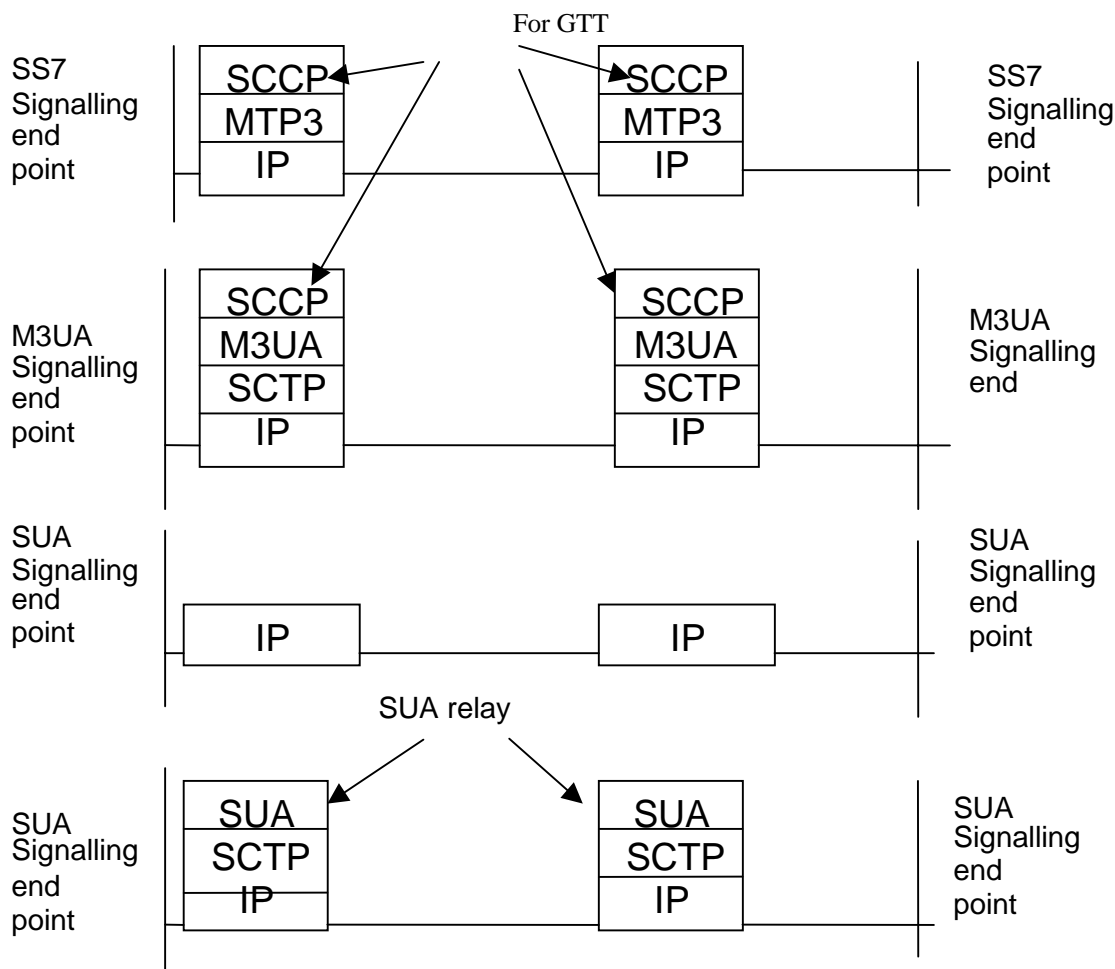 For GTT
SS7
Signalling
end
point
SCCP
MTP3
IP
SCCP
MTP3
IP
SS7
Signalling
end
point
M3UA
Signalling
end
point
SCCP
M3UA
SCTP
IP
SCCP
M3UA
SCTP
IP
M3UA
Signalling
end
SUA
Signalling
end
point
IP
IP
SUA
Signalling
end
point
SUA relay
SUA
Signalling
end
point
SUA
SCTP
IP
SUA
SCTP
IP
SUA
Signalling
end
point